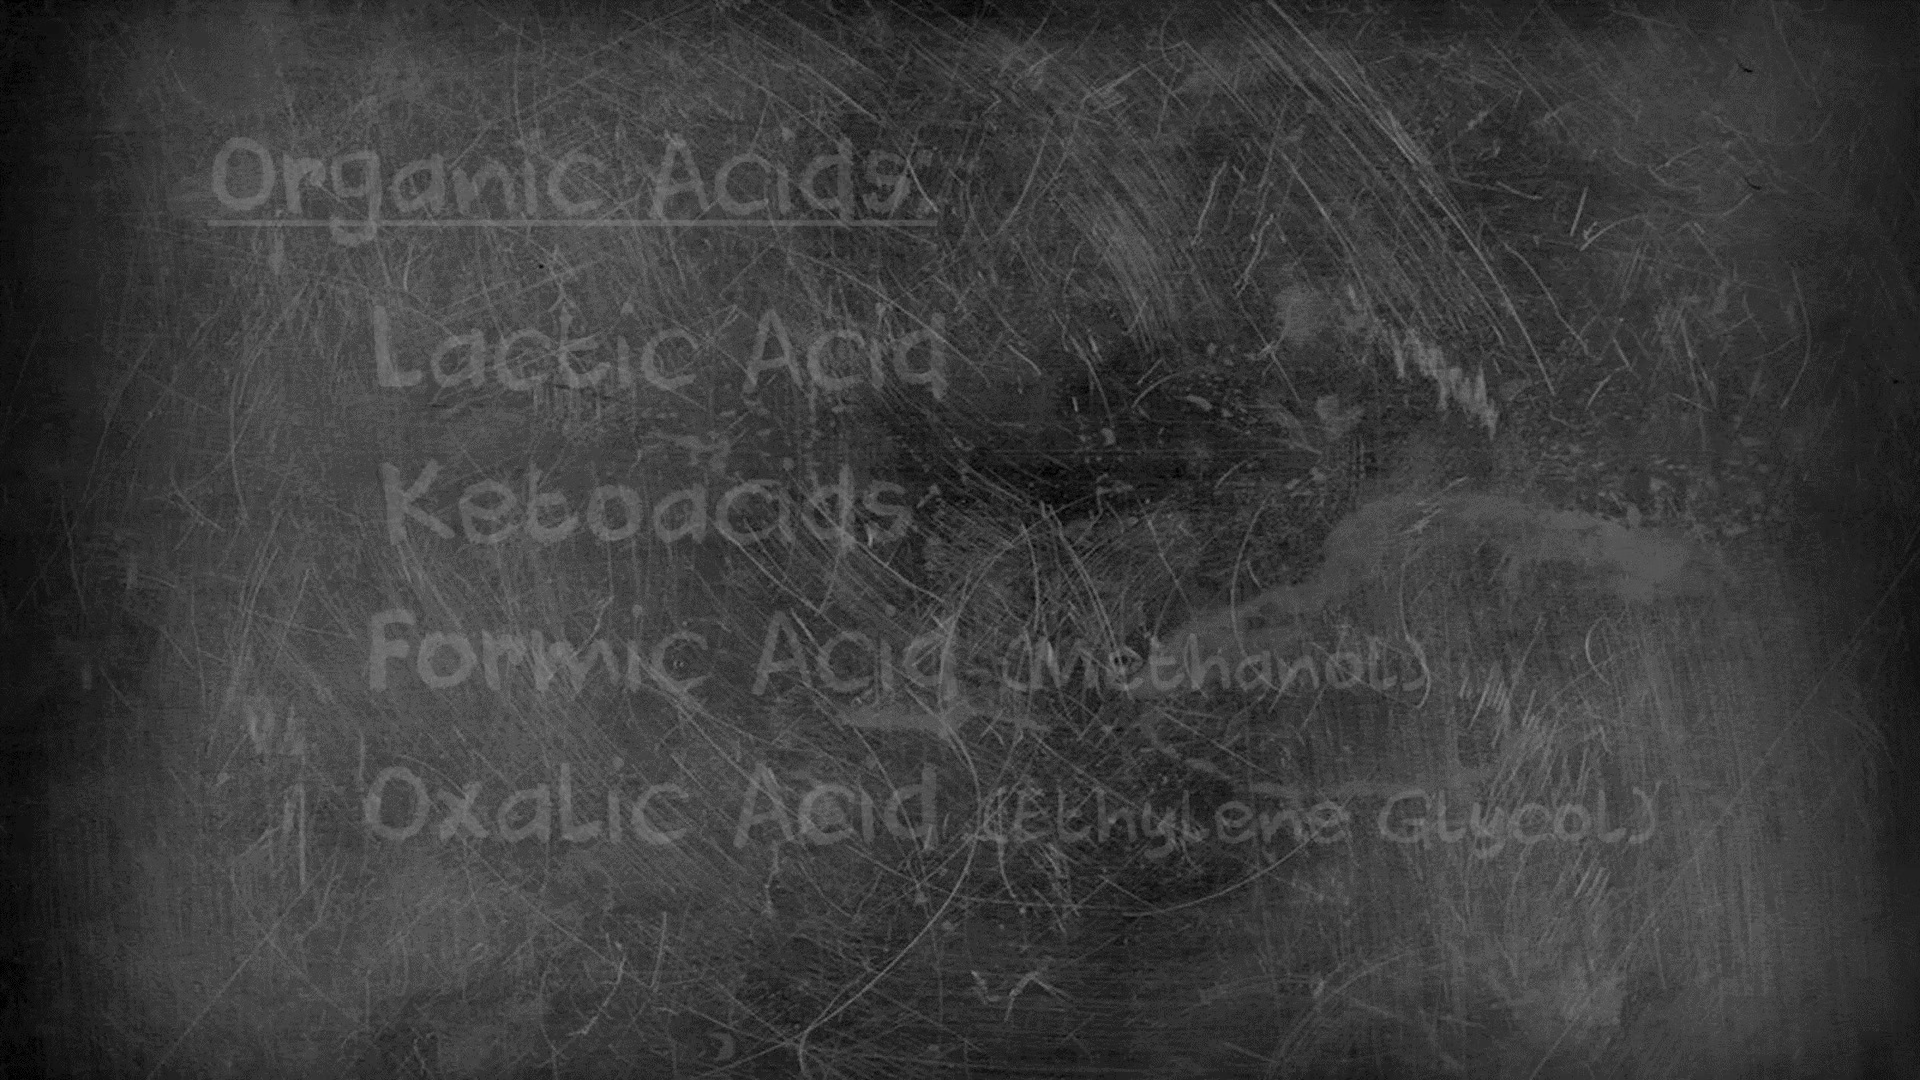 Organic Acids:
Lactic Acid
Ketoacids
Formic Acid (Methanol)
Oxalic Acid (Ethylene Glycol)